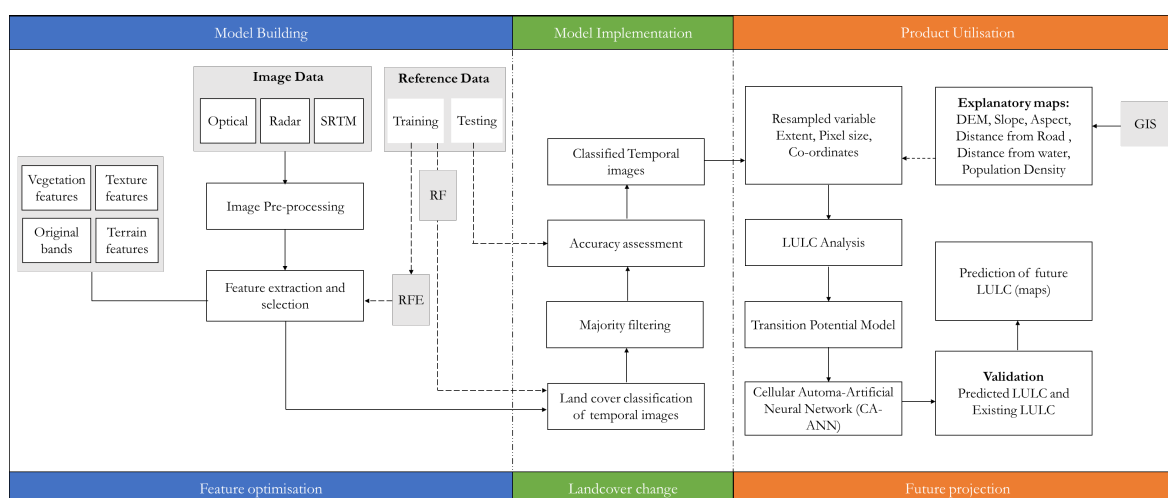 Model Building
Model Implementation
Product Utilisation
Image Data
Optical
Radar
SRTM
Reference Data
Training
Testing
Vegetation
features
Texture
features
Original
bands
Terrain
features
Image Pre-processing
Feature extraction and
selection
RF
RFE
Classified Temporal
images
Accuracy assessment
Majority filtering
Land cover classification
of temporal images
Resampled variable
Extent, Pixel size,
Co-ordinates
LULC Analysis
Transition Potential Model
Cellular Automa-Artificial
Neural Network (CA-
ANN)
Explanatory maps:
DEM, Slope, Aspect,
Distance from Road ,
Distance from water,
Population Density
GIS
Prediction of future
LULC (maps)
Validation
Predicted LULC and
Existing LULC
Feature optimisation
Landcover change
Future projection